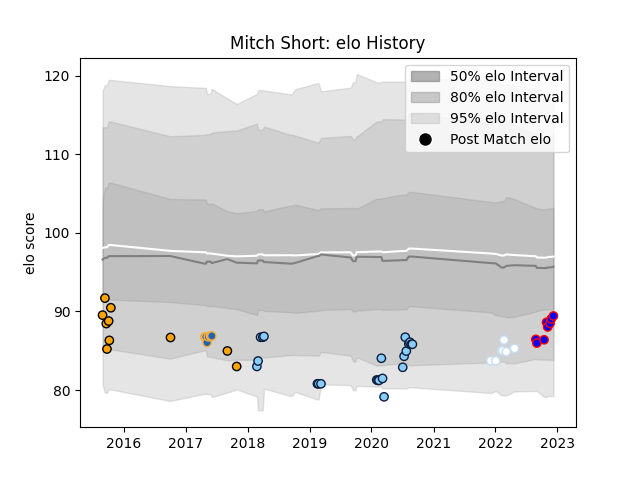 Mitch Short: elo History
50% elo Interval
80% elo Interval
95% elo Interval
Post Match elo
elo score
120
110
100
90
80
2016 2017 2018 2019 2020 2021 2022 2023